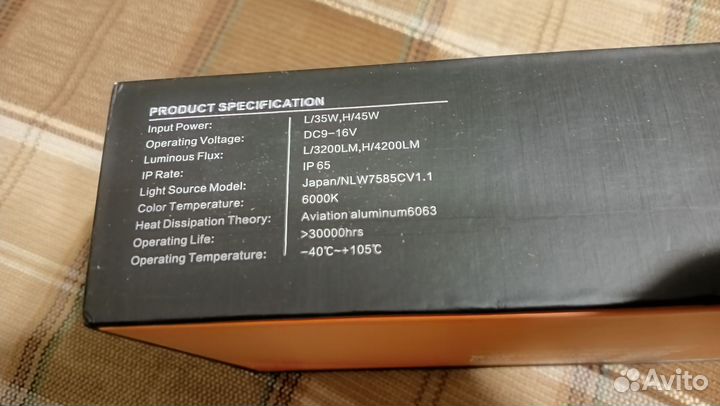 PRODUCT SPECIFICATION
Input Power: L/35W,H/45W
Operating Voltage: DC9-16V
Luminous Flux: L/3200LM,H/4200LM
IP Rate: IP 65
Light Source Model: Japan/NLW7585CV1.1
Color Temperature: 6000K
Heat Dissipation Theory: Aviation aluminum6063
Operating Life: >30000hrs
Operating Temperature: -40℃~+105℃
Avito